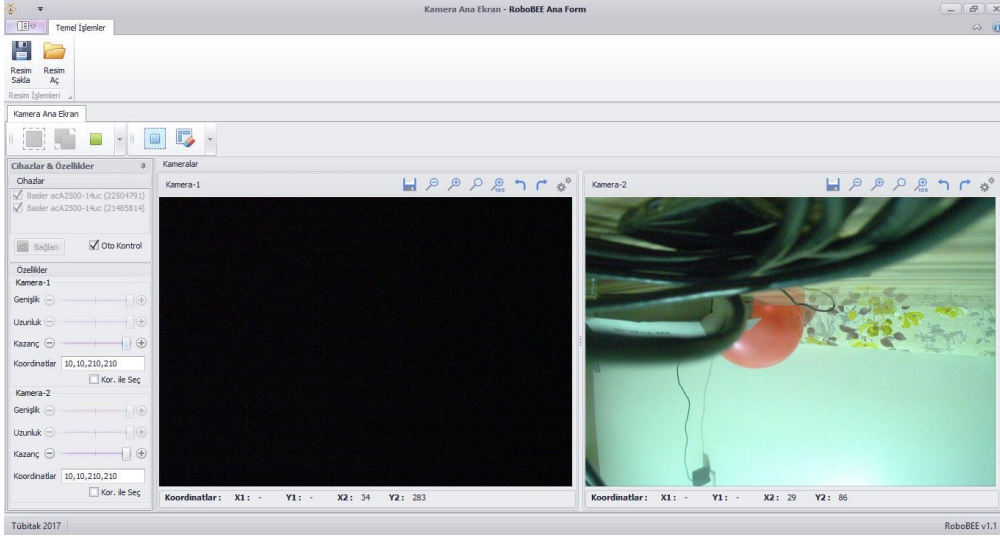 Kamera Ana Ekran - RoboBEE Ana Form
Temel İşlemler
Resim Sakla
Resim Aç
Resim İşlemleri
Kamera Ana Ekran
Cihazlar & Özellikler
Cihazlar
Basler acA2500-14uc (22504791)
Basler acA2500-14uc (21485814)
Bağlan
Oto Kontrol
Özellikler
Kamera-1
Genişlik
Uzunluk
Kazanç
Koordinatlar 10,10,210,210
Kor. ile Seç
Kamera-2
Genişlik
Uzunluk
Kazanç
Koordinatlar 10,10,210,210
Kor. ile Seç
Kameralar
Kamera-1
100
Koordinatlar: X1: - Y1: - X2: 34 Y2: 283
Kamera-2
100
Koordinatlar: X1: - Y1: - X2: 29 Y2: 86
Tübitak 2017
RoboBEE v1.1